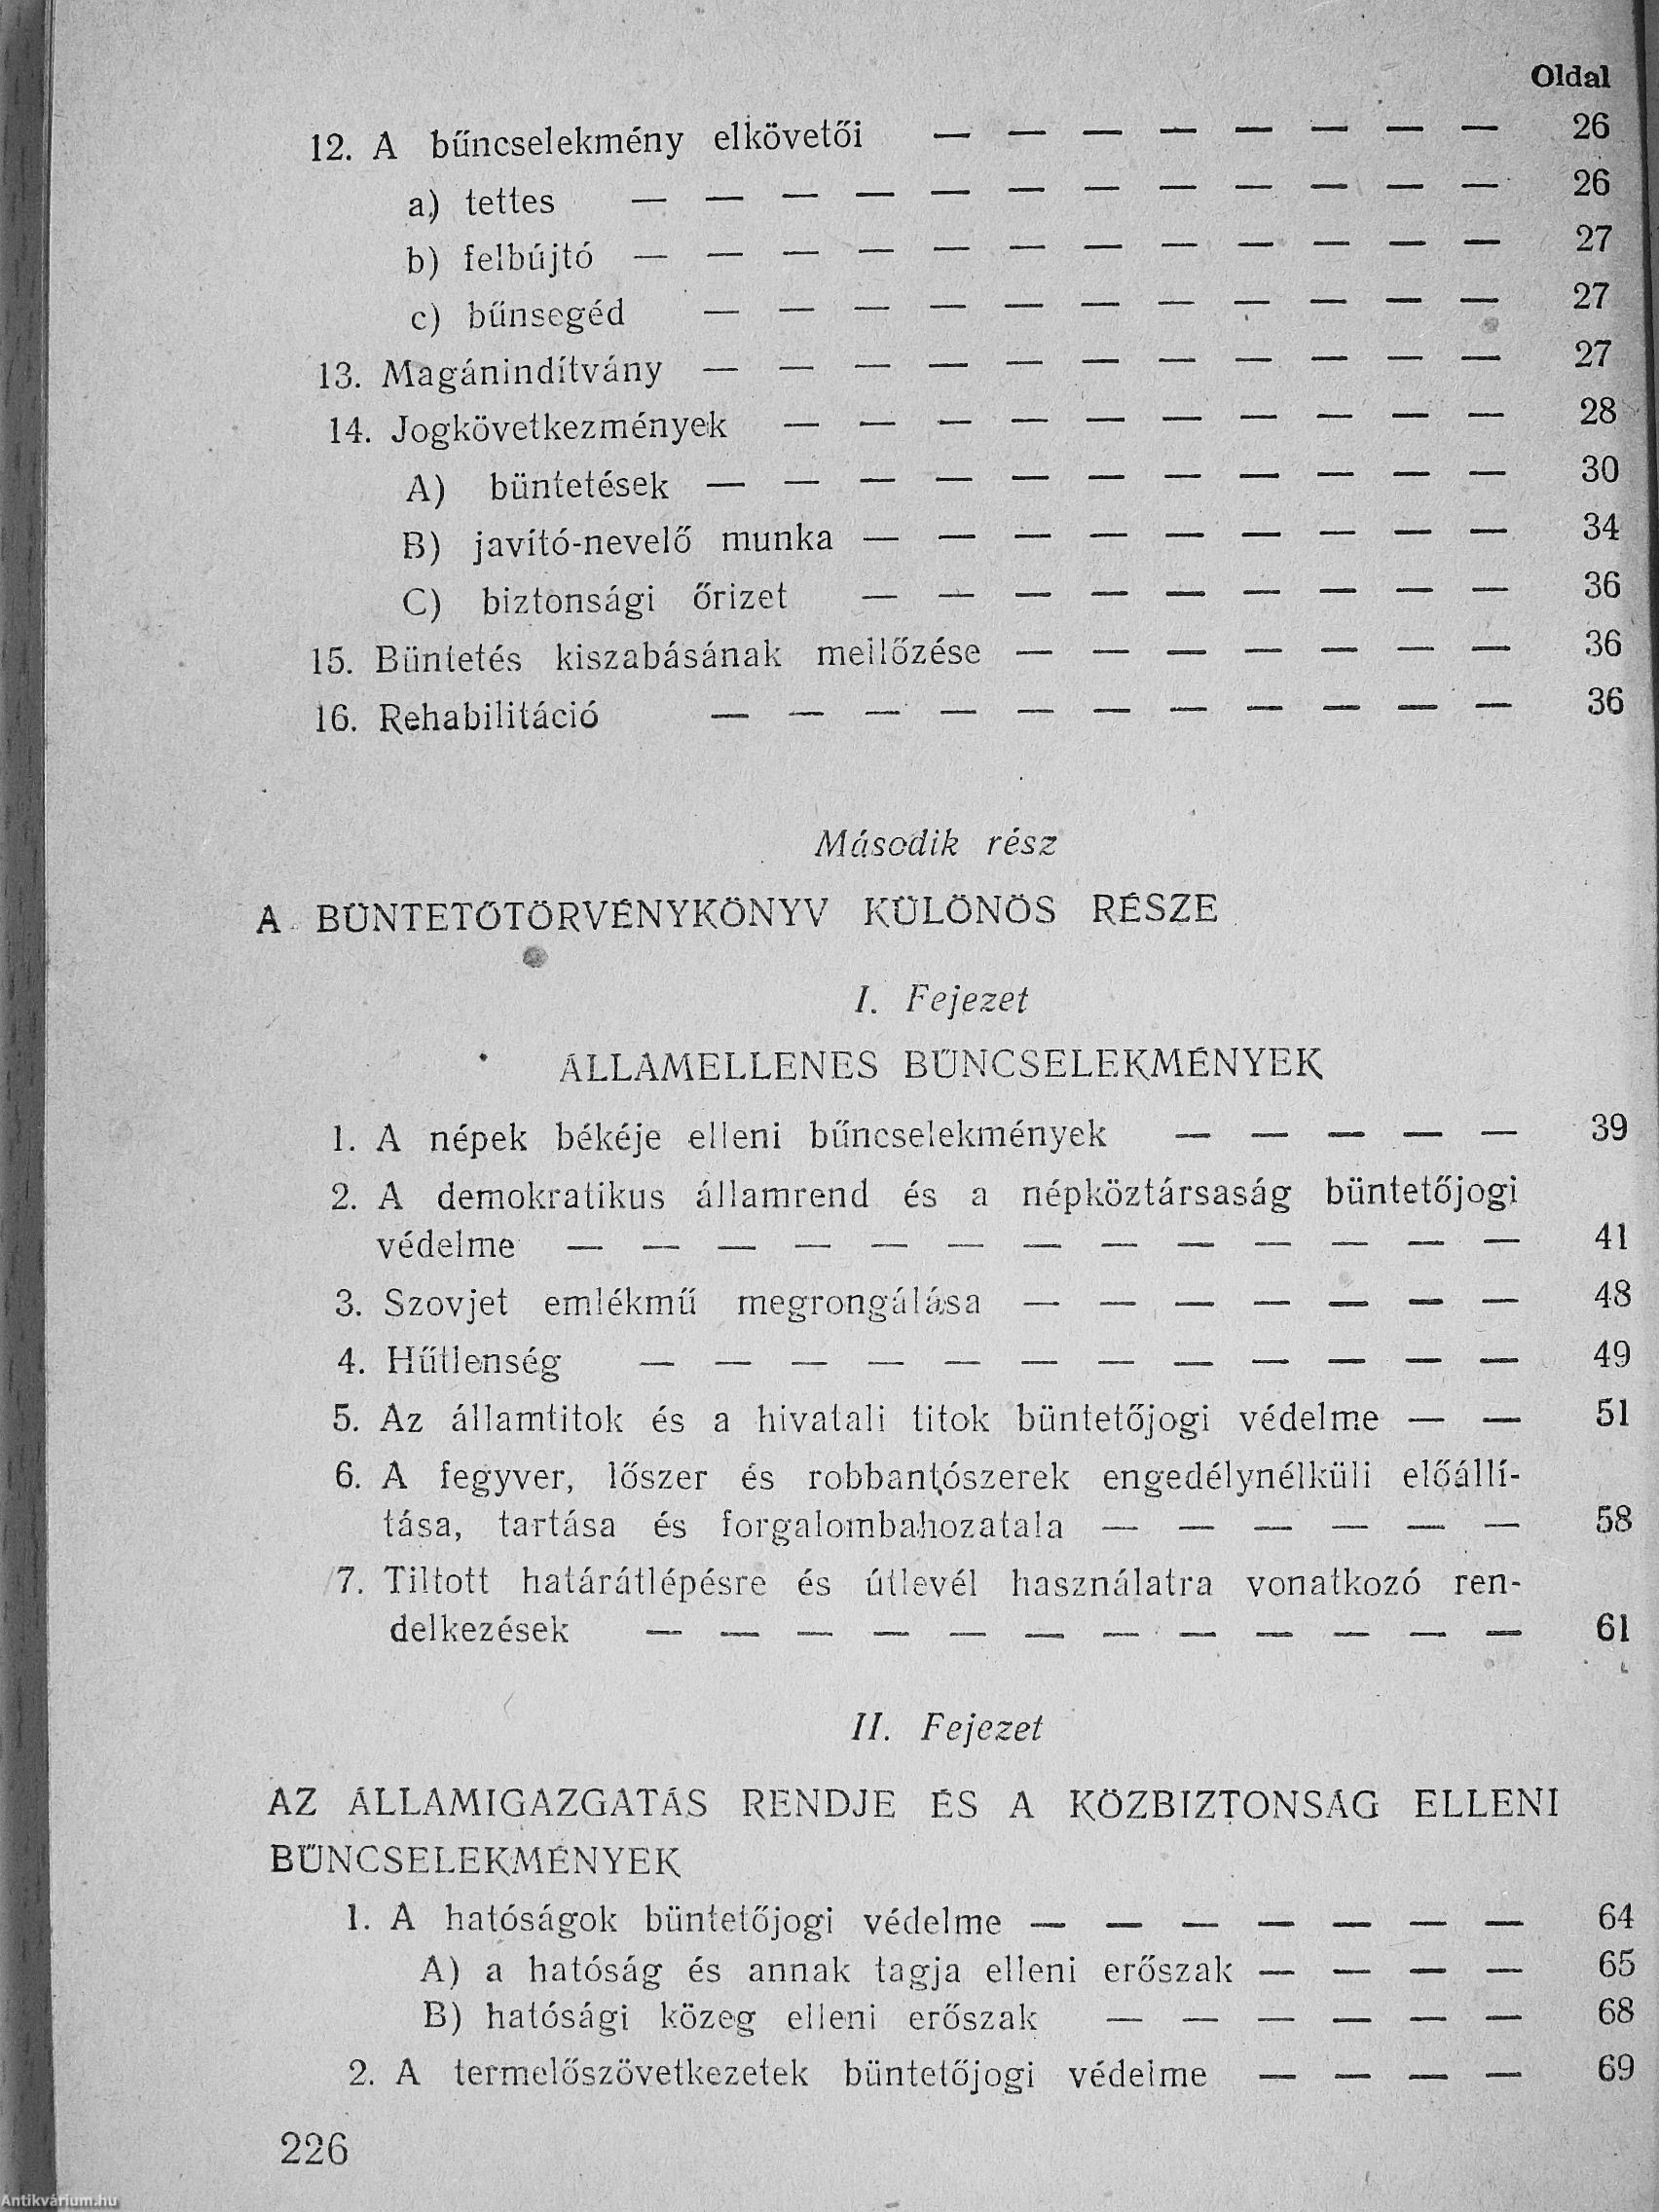 Oldal
12. A bűncselekmény elkövetői — — — — — — — — 26
a) tettes — — — — — — — — — — — — 26
b) felbújtó — — — — — — — — — — — — 27
c) bűnsegéd — — — — — — — — — — — 27
13. Magánindítvány — — — — — — — — — — — 27
14. Jogkövetkezmények — — — — — — — — — — 28
A) büntetések — — — — — — — — — — — 30
B) javító-nevelő munka — — — — — — — — — 34
C) biztonsági őrizet — — — — — — — — — 36
15. Büntetés kiszabásának mellőzése — — — — — — — 36
16. Rehabilitáció — — — — — — — — — — — 36
Második rész
A BÜNTETŐTÖRVÉNYKÖNYV KÜLÖNÖS RÉSZE
I. Fejezet
ÁLLAMELLENES BŰNCSELEKMÉNYEK
1. A népek békéje elleni bűncselekmények — — — — — 39
2. A demokratikus államrend és a népköztársaság büntetőjogi
védelme — — — — — — — — — — — — — 41
3. Szovjet emlékmű megrongálása — — — — — — — 48
4. Hűtlenség — — — — — — — — — — — — 49
5. Az államtitok és a hivatali titok büntetőjogi védelme — — 51
6. A fegyver, lőszer és robbantószerek engedélynélküli előállí-
tása, tartása és forgalombahozatala — — — — — — 58
7. Tiltott határátlépésre és útlevél használatra vonatkozó ren-
delkezések — — — — — — — — — — — — 61
II. Fejezet
AZ ÁLLAMIGAZGATÁS RENDJE ÉS A KÖZBIZTONSÁG ELLENI
BŰNCSELEKMÉNYEK
1. A hatóságok büntetőjogi védelme — — — — — — — 64
A) a hatóság és annak tagja elleni erőszak — — — — 65
B) hatósági közeg elleni erőszak — — — — — — 68
2. A termelőszövetkezetek büntetőjogi védelme — — — — 69
226
Antikvárium.hu